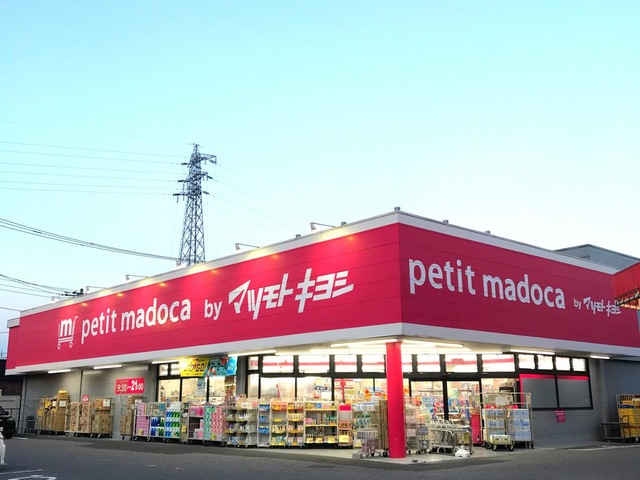 m petit madoca by マツモトキヨシ
petit madoca by マツモトキヨシ
9:30~21:00